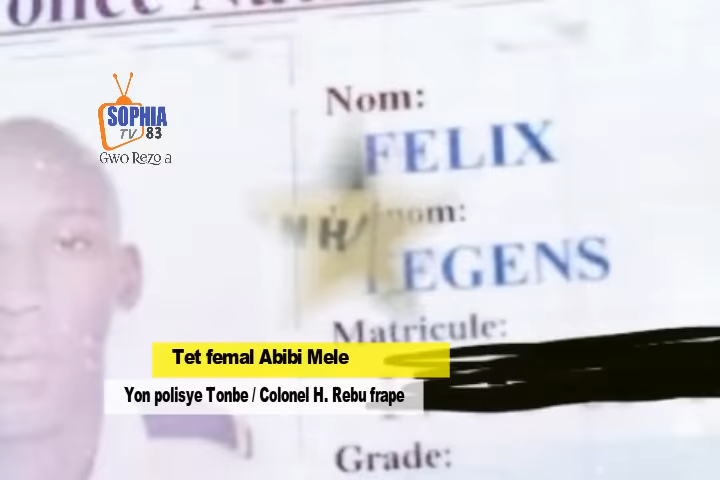 Nom:
SOPHIA
TV 83
Gwo Rezo a
FELIX
EGENS
Matricule:
Tet femal Abibi Mele
Yon polisye Tonbe / Colonel H. Rebu frape
Grade: